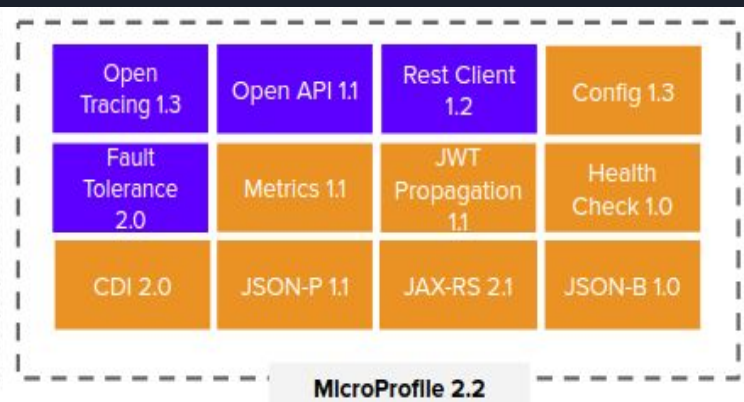 Open
Tracing 1.3
Open API 1.1
Rest Client
1.2
Config 1.3
Fault
Tolerance
2.0
Metrics 1.1
JWT
Propagation
1.1
Health
Check 1.0
CDI 2.0
JSON-P 1.1
JAX-RS 2.1
JSON-B 1.0
MicroProfile 2.2